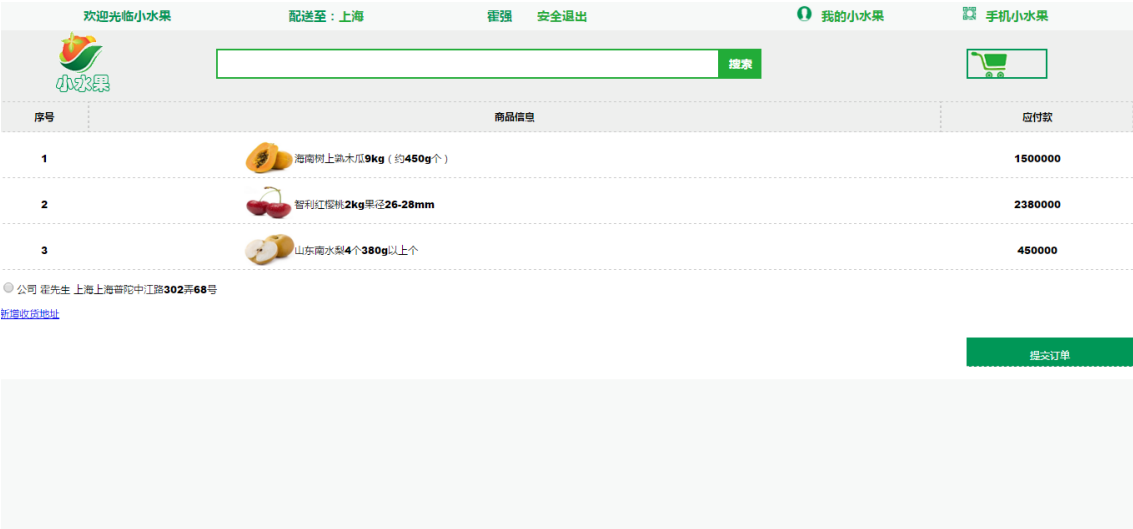 欢迎光临小水果 配送至：上海 霍强 安全退出 我的小水果 手机小水果
小水果
搜索
序号 商品信息 应付款
1 海南树上熟木瓜9kg（约450g个） 1500000
2 智利红樱桃2kg果径26-28mm 2380000
3 山东南水梨4个380g以上个 450000
公司 霍先生 上海上海普陀中江路302弄68号
新增收货地址
提交订单